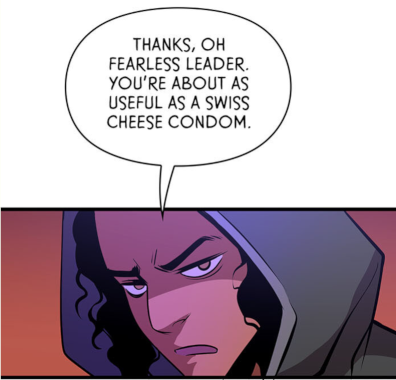 THANKS, OH
FEARLESS LEADER.
YOU'RE ABOUT AS
USEFUL AS A SWISS
CHEESE CONDOM.